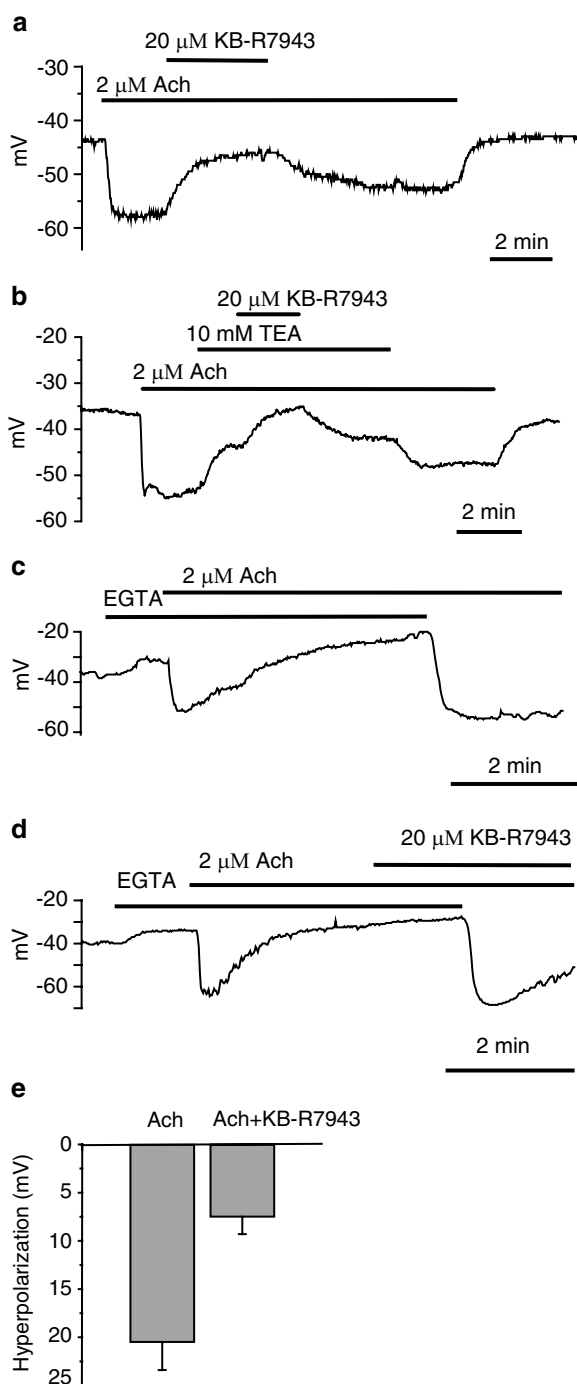 a
20 μM KB-R7943
2 μM Ach
-30
-40
-50
-60
mV
2 min
b
20 μM KB-R7943
10 mM TEA
2 μM Ach
-20
-30
-40
-50
-60
mV
2 min
c
2 μM Ach
EGTA
-20
-40
-60
mV
2 min
d
20 μM KB-R7943
2 μM Ach
EGTA
-20
-40
-60
mV
2 min
e
Ach Ach+KB-R7943
0
5
10
15
20
25
Hyperpolarization (mV)